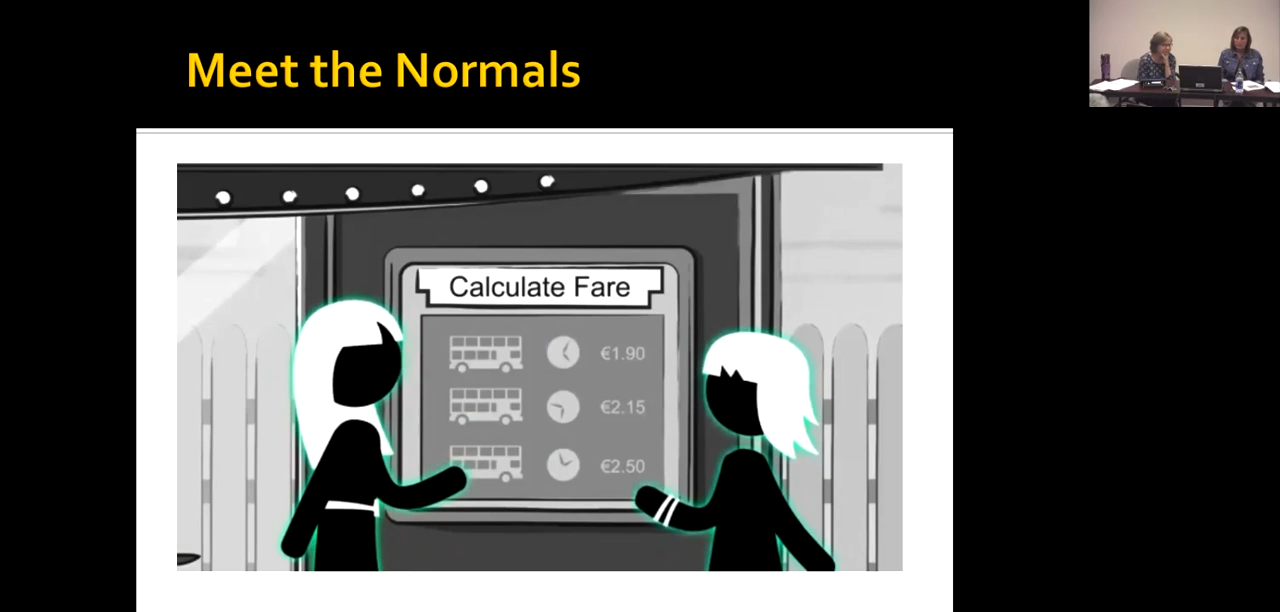 Meet the Normals
Calculate Fare
€1.90
€2.15
€2.50